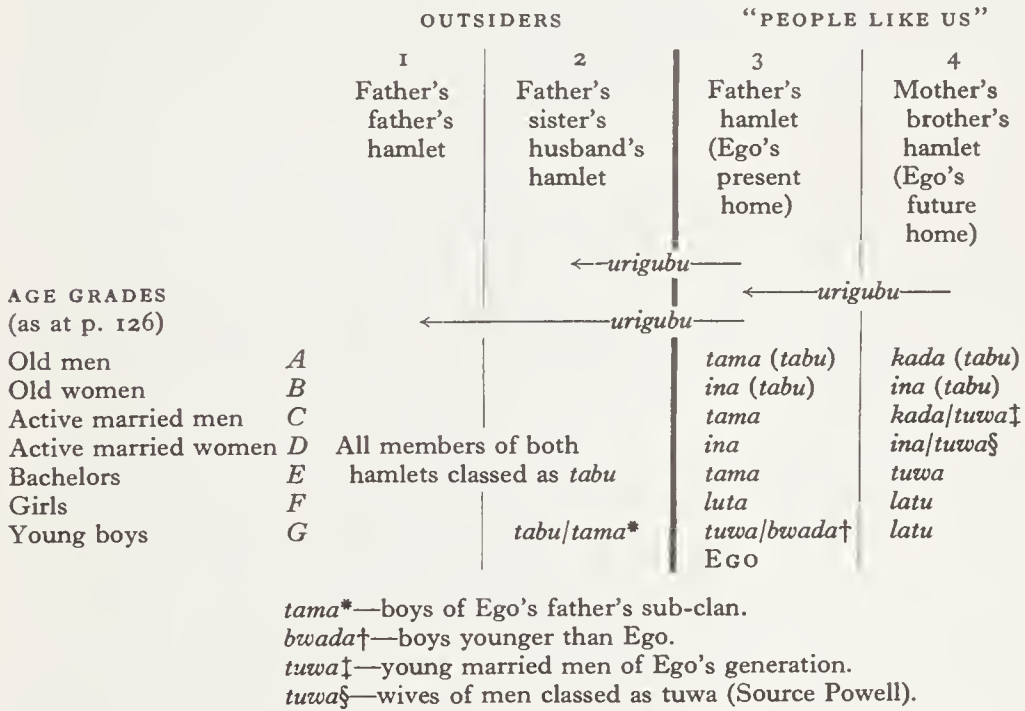 OUTSIDERS "PEOPLE LIKE US"
1 2 3 4
Father's Father's Father's Mother's
father's sister's hamlet brother's
hamlet husband's (Ego's hamlet
hamlet present (Ego's
home) future
home)
←urigubu
←urigubu
AGE GRADES
(as at p. 126) ←urigubu
Old men A tama (tabu) kada (tabu)
Old women B ina (tabu) ina (tabu)
Active married men C tama kada/tuwa‡
Active married women D All members of both ina ina/tuwa§
Bachelors E hamlets classed as tabu tama tuwa
Girls F luta latu
Young boys G tabu/tama* tuwa/bwada† latu
EGO
tama*—boys of Ego's father's sub-clan.
bwada†—boys younger than Ego.
tuwa‡—young married men of Ego's generation.
tuwa§—wives of men classed as tuwa (Source Powell).